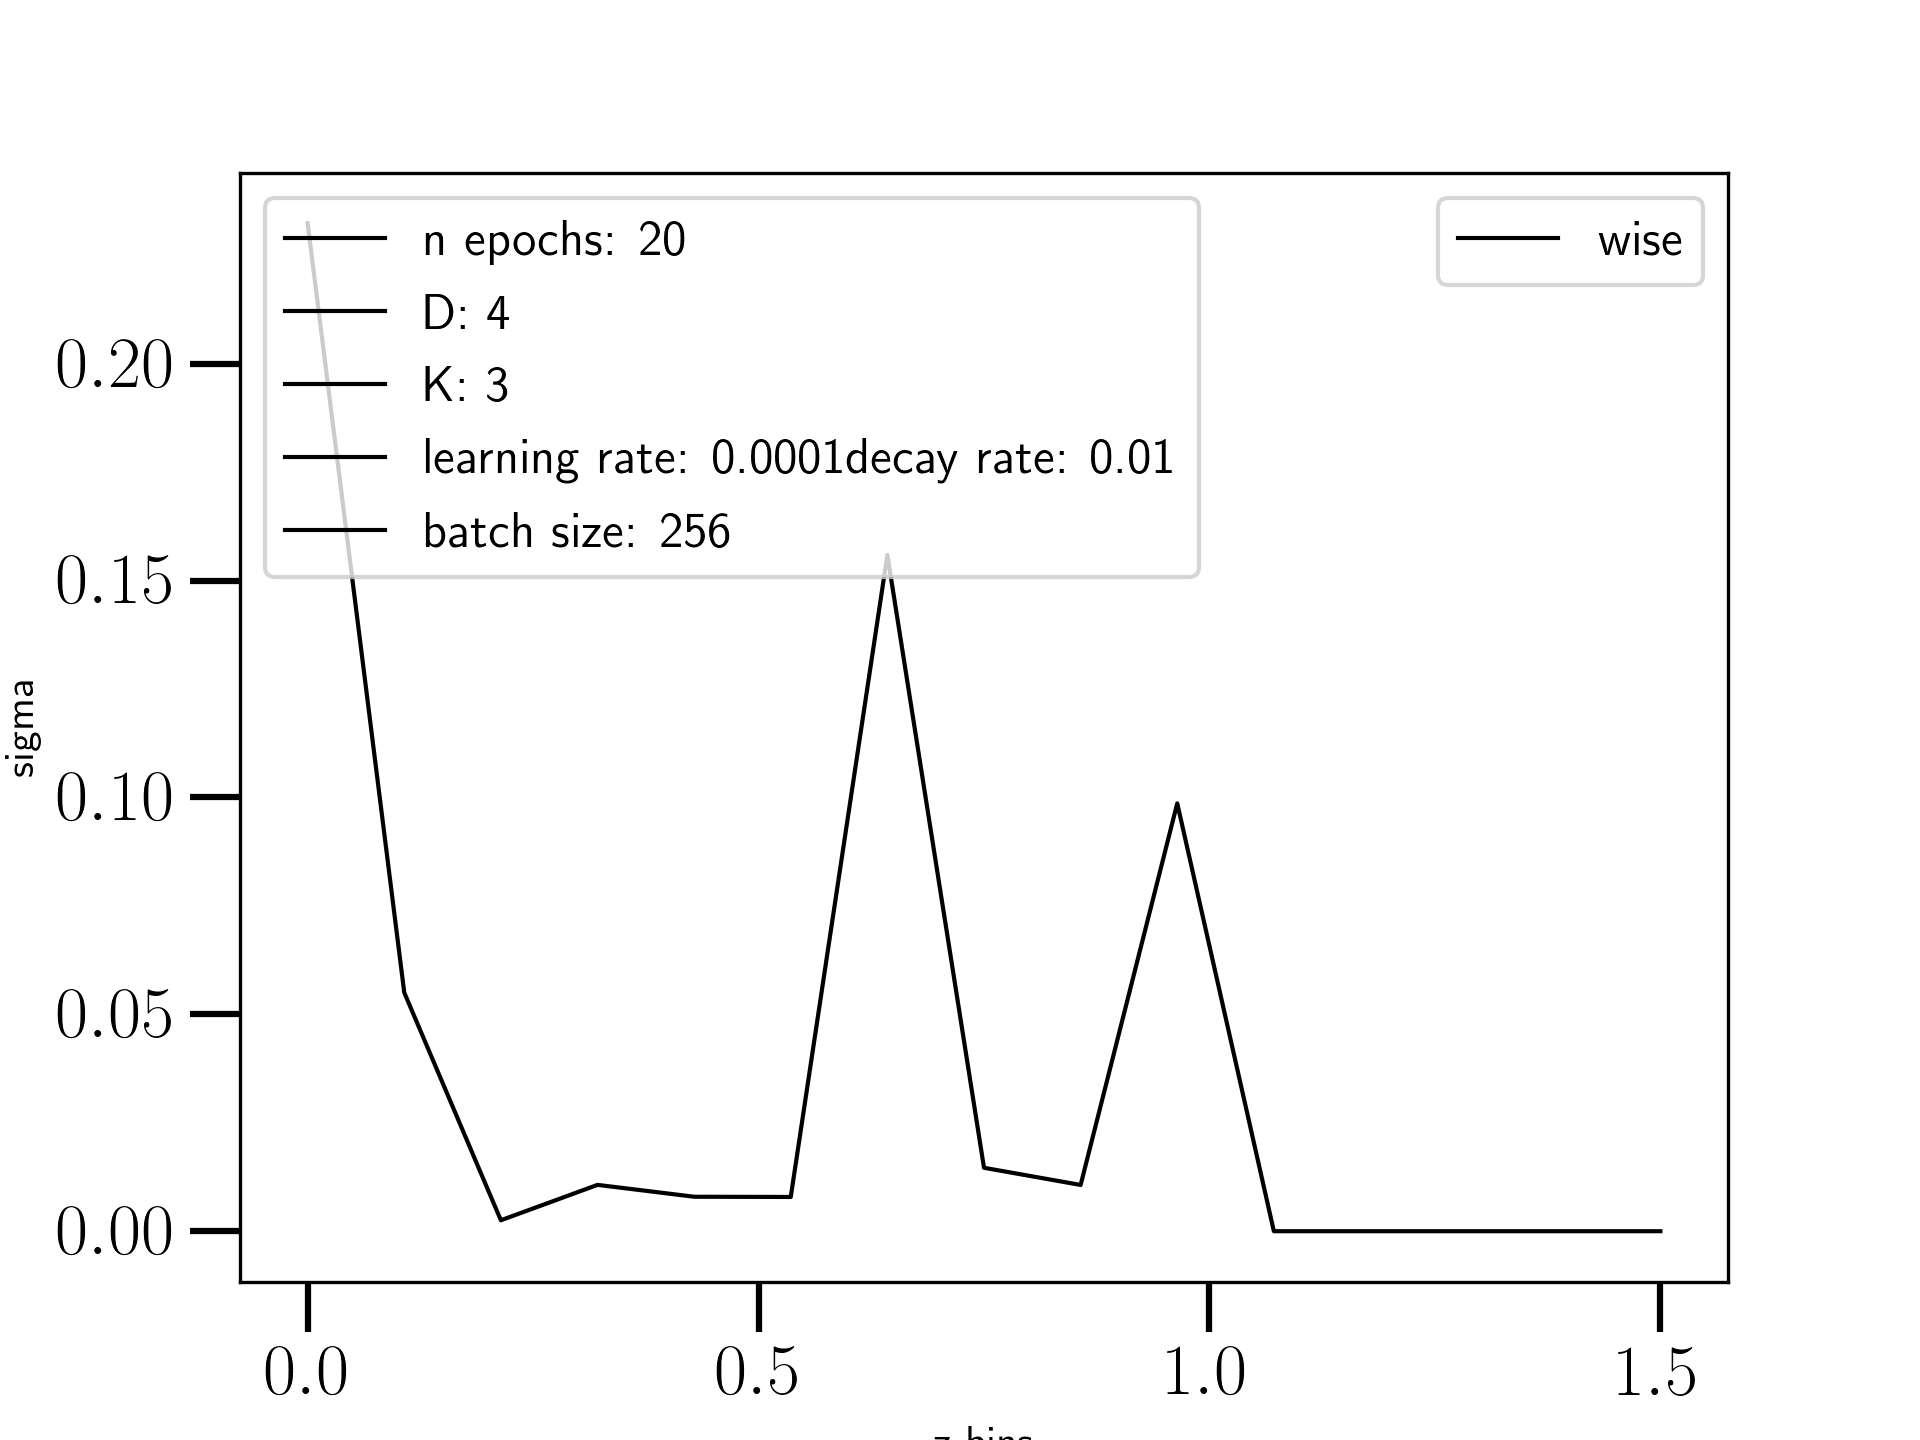 n epochs: 20
D: 4
K: 3
learning rate: 0.0001decay rate: 0.01
batch size: 256
wise
0.20
0.15
0.10
0.05
0.00
sigma
0.0 0.5 1.0 1.5
z bins